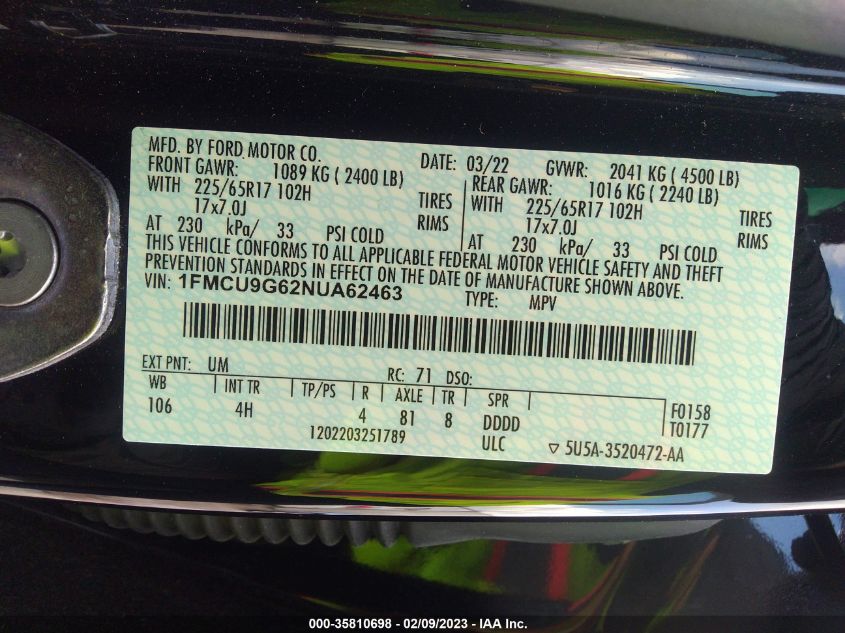 MFD. BY FORD MOTOR CO. DATE: 03/22 GVWR: 2041 KG ( 4500 LB)
FRONT GAWR: 1089 KG ( 2400 LB) REAR GAWR: 1016 KG ( 2240 LB)
WITH 225/65R17 102H TIRES WITH 225/65R17 102H TIRES
17x7.0J RIMS 17x7.0J RIMS
AT 230 kPa/ 33 PSI COLD AT 230 kPa/ 33 PSI COLD
THIS VEHICLE CONFORMS TO ALL APPLICABLE FEDERAL MOTOR VEHICLE SAFETY AND THEFT
PREVENTION STANDARDS IN EFFECT ON THE DATE OF MANUFACTURE SHOWN ABOVE.
VIN: 1FMCU9G62NUA62463 TYPE: MPV
EXT PNT: UM RC: 71 DSO:
WB INT TR TP/PS R AXLE TR SPR F0158
106 4H 4 81 8 DDDD T0177
1202203251789 ULC ▽ 5U5A-3520472-AA
000-35810698 - 02/09/2023 - IAA Inc.